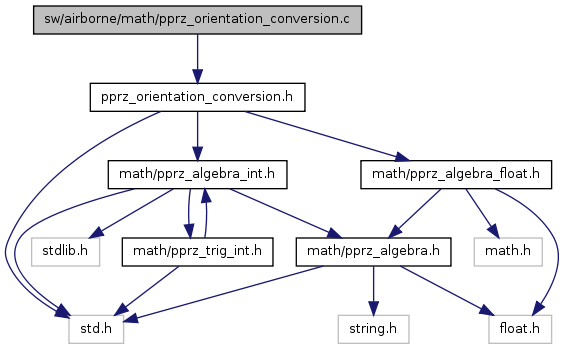 sw/airborne/math/pprz_orientation_conversion.c
pprz_orientation_conversion.h
math/pprz_algebra_int.h
math/pprz_algebra_float.h
stdlib.h
math/pprz_trig_int.h
math/pprz_algebra.h
math.h
std.h
string.h
float.h